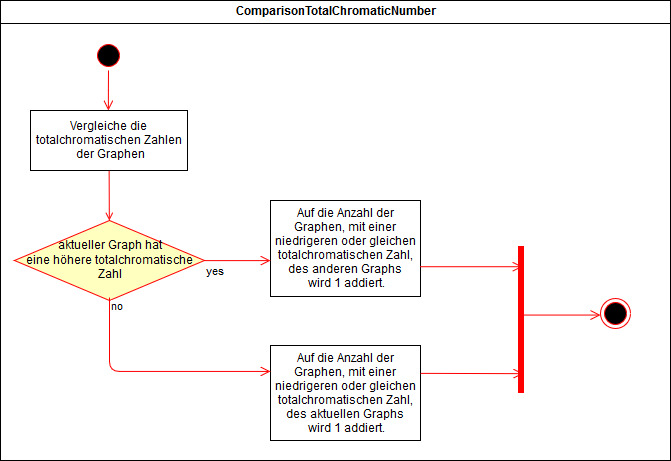 ComparisonTotalChromaticNumber
Vergleiche die
totalchromatischen Zahlen
der Graphen
aktueller Graph hat
eine höhere totalchromatische
Zahl
yes
no
Auf die Anzahl der
Graphen, mit einer
niedrigeren oder gleichen
totalchromatischen Zahl,
des anderen Graphs
wird 1 addiert.
Auf die Anzahl der
Graphen, mit einer
niedrigeren oder gleichen
totalchromatischen Zahl,
des aktuellen Graphs
wird 1 addiert.